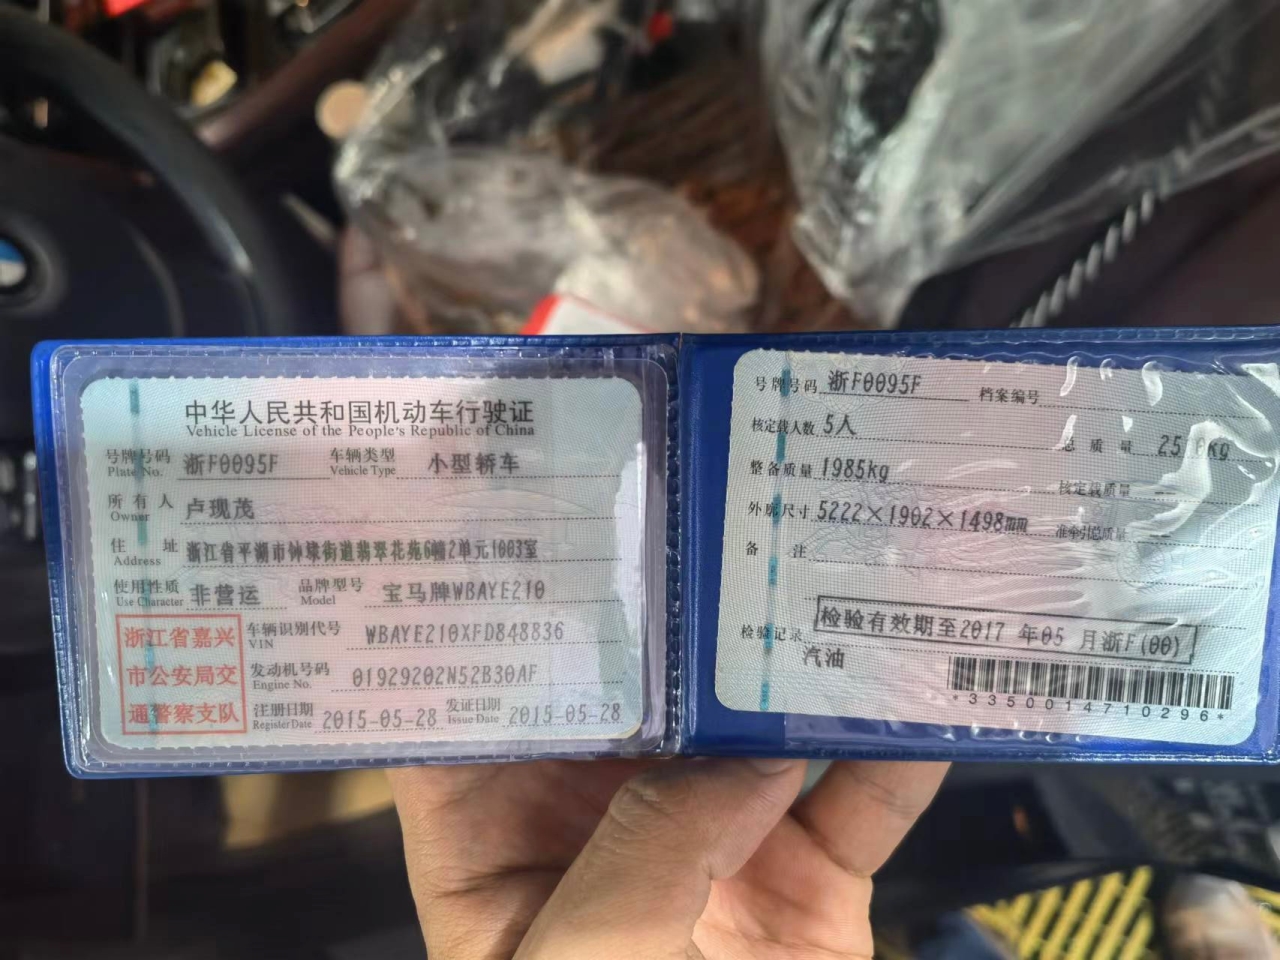 中华人民共和国机动车行驶证
Vehicle License of the People's Republic of China
号牌号码 浙F0095F 车辆类型 小型轿车
Plate No. Vehicle Type
所有人 卢现茂
Owner
住址 浙江省平湖市钟埭街道翡翠花苑6幢2单元1003室
Address
使用性质 非营运 品牌型号 宝马牌WBAYE210
Use Character Model
浙江省嘉兴
市公安局交
通警察支队
车辆识别代号 WBAYE210XFD848836
VIN
发动机号码 01929202N52B30AF
Engine No.
注册日期 2015-05-28 发证日期 2015-05-28
Register Date Issue Date
号牌号码 浙F0095F 档案编号
核定载人数 5人 总质量
整备质量 1985kg 核定载质量 --
外廓尺寸 5222×1902×1498mm 准牵引总质量 --
备注
检验记录 检验有效期至2017年05月浙F(00)
汽油
*3350014710296*